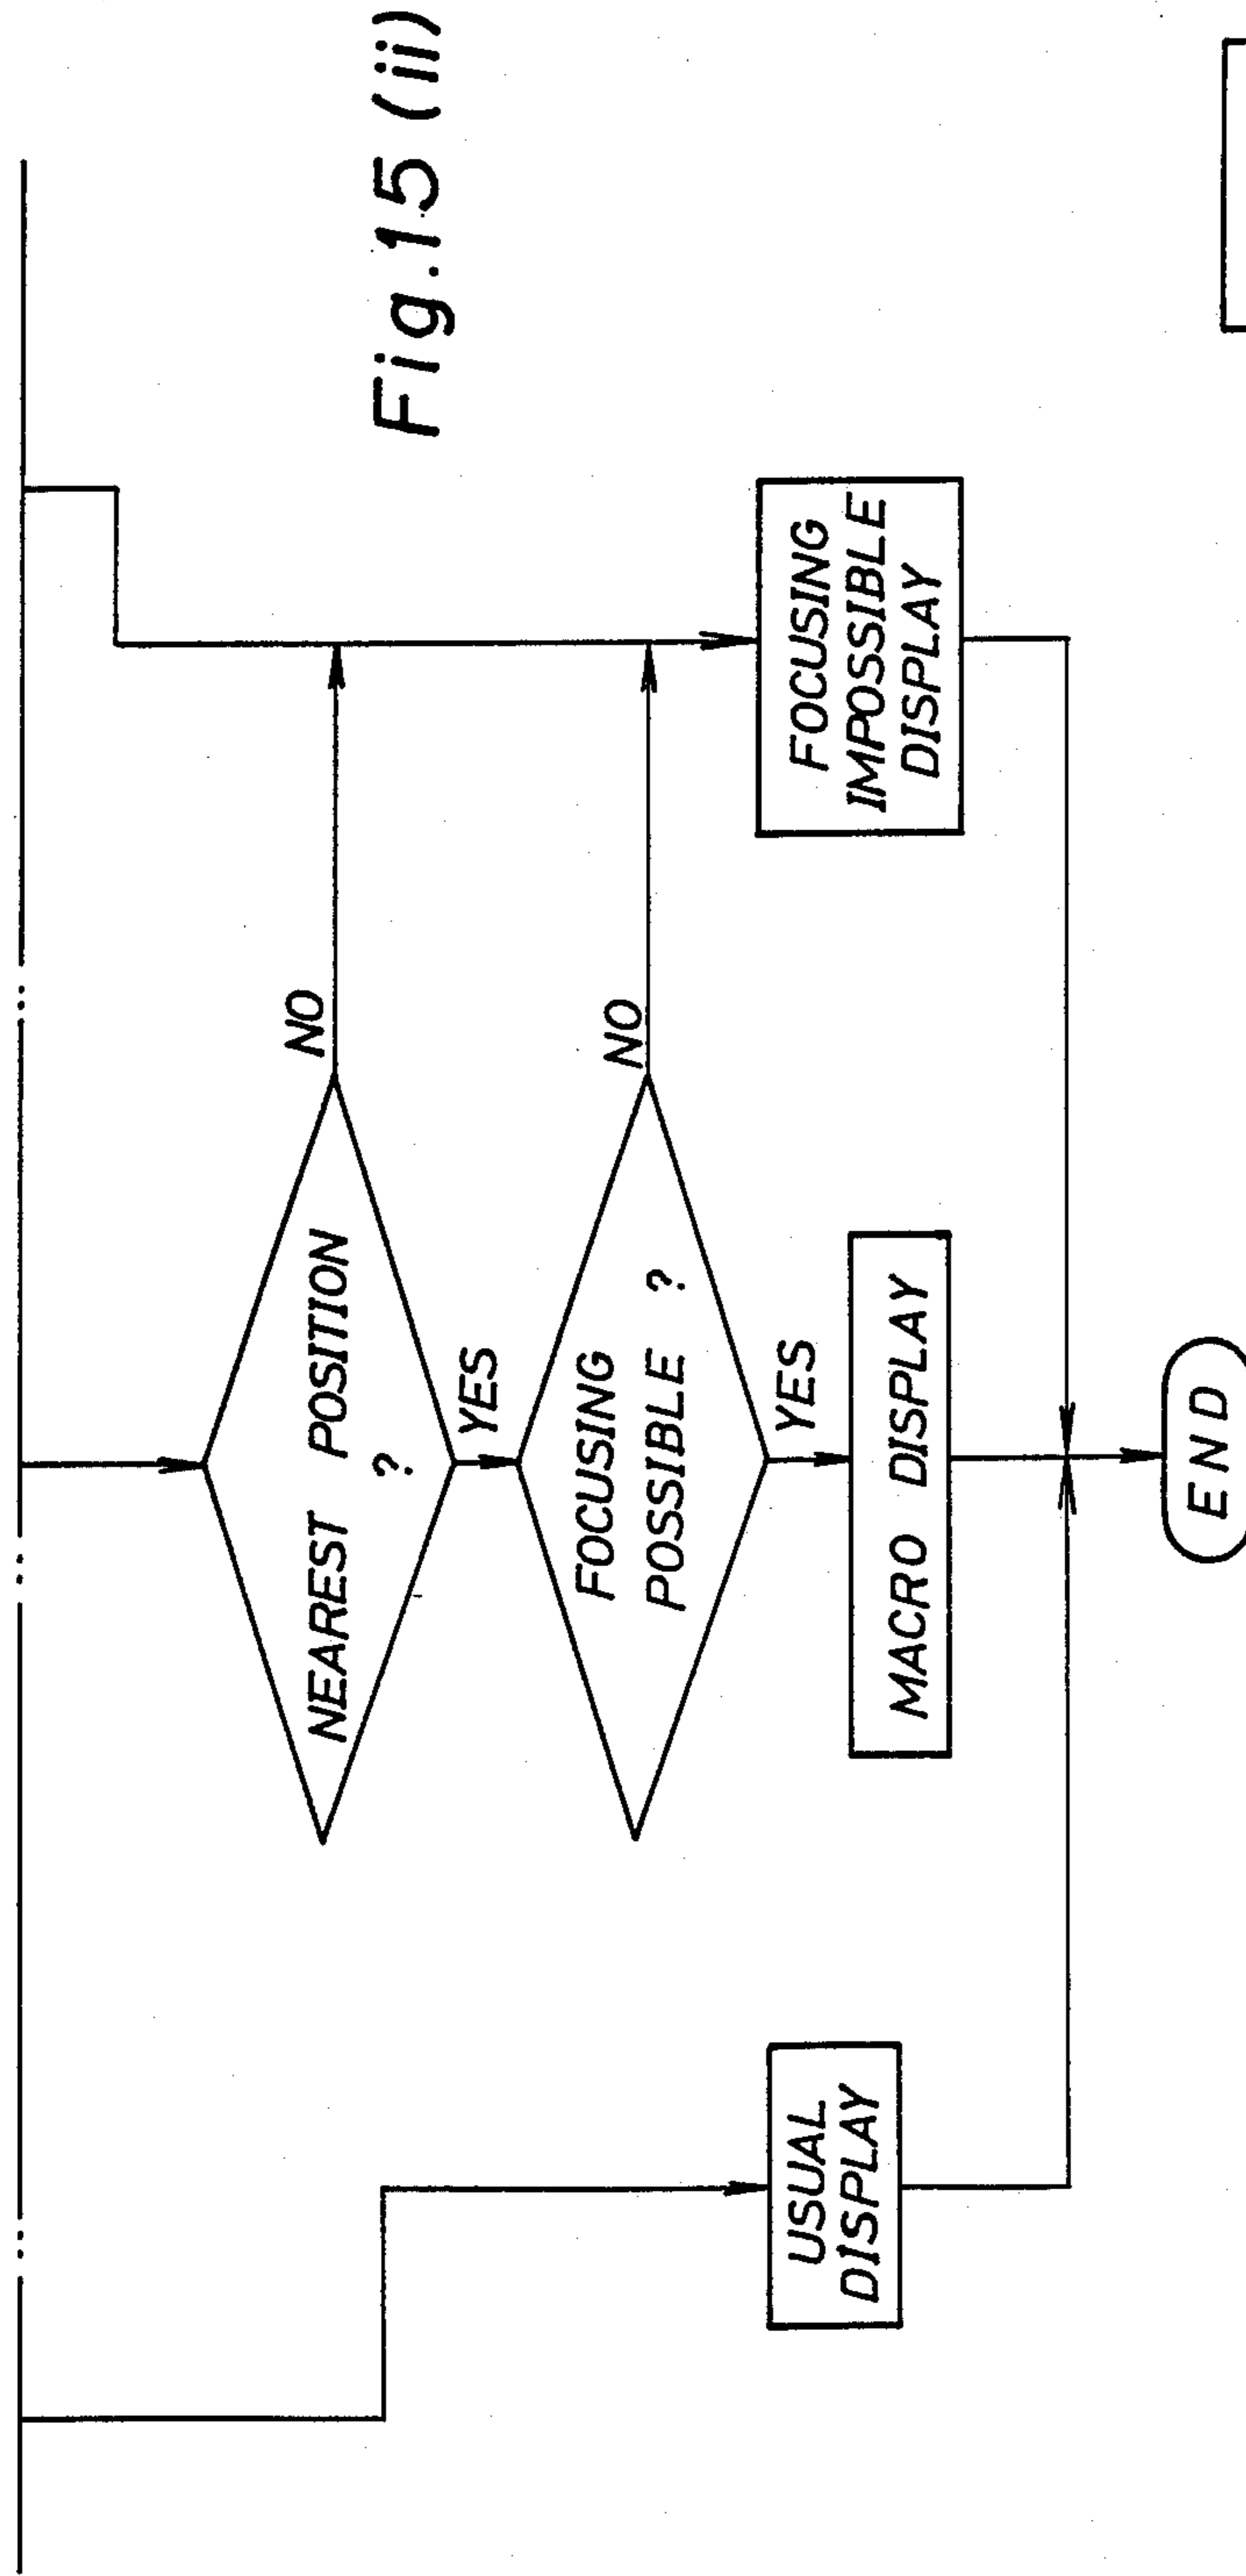 Fig.15 (ii)
NEAREST POSITION
?
NO
YES
FOCUSING
POSSIBLE ?
NO
YES
USUAL
DISPLAY
MACRO DISPLAY
FOCUSING
IMPOSSIBLE
DISPLAY
END